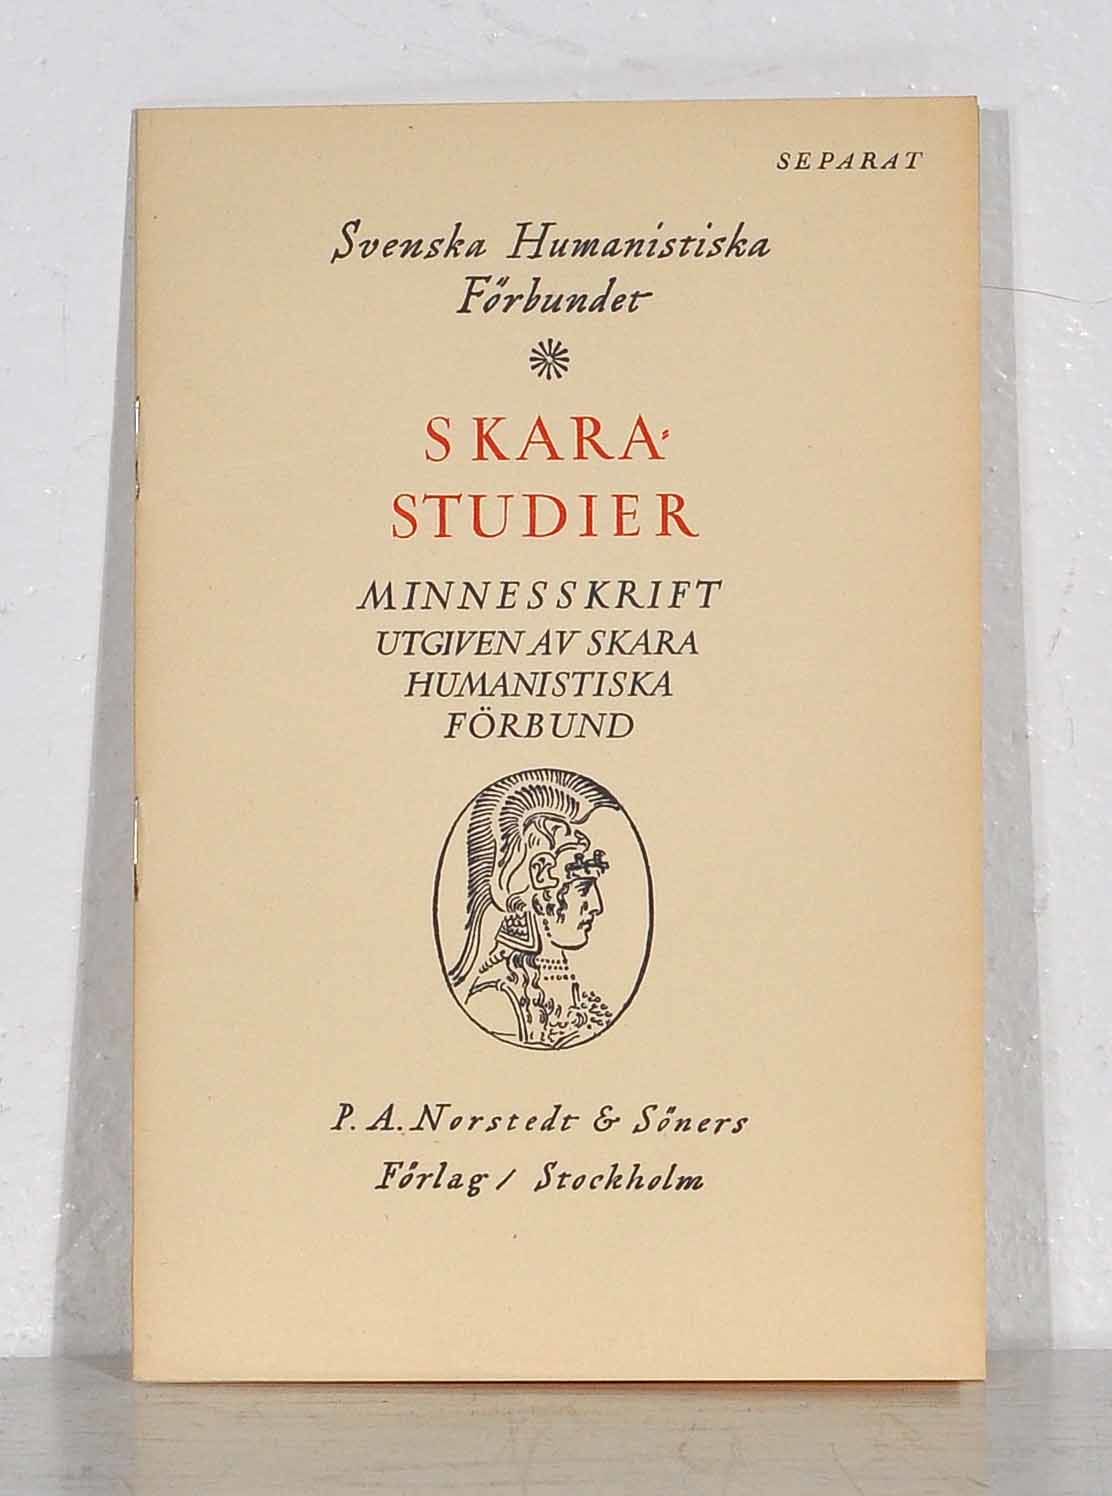 SEPARAT
Svenska Humanistiska
Förbundet
SKARA-
STUDIER
MINNESSKRIFT
UTGIVEN AV SKARA
HUMANISTISKA
FÖRBUND
P. A. Norstedt & Söners
Förlag / Stockholm